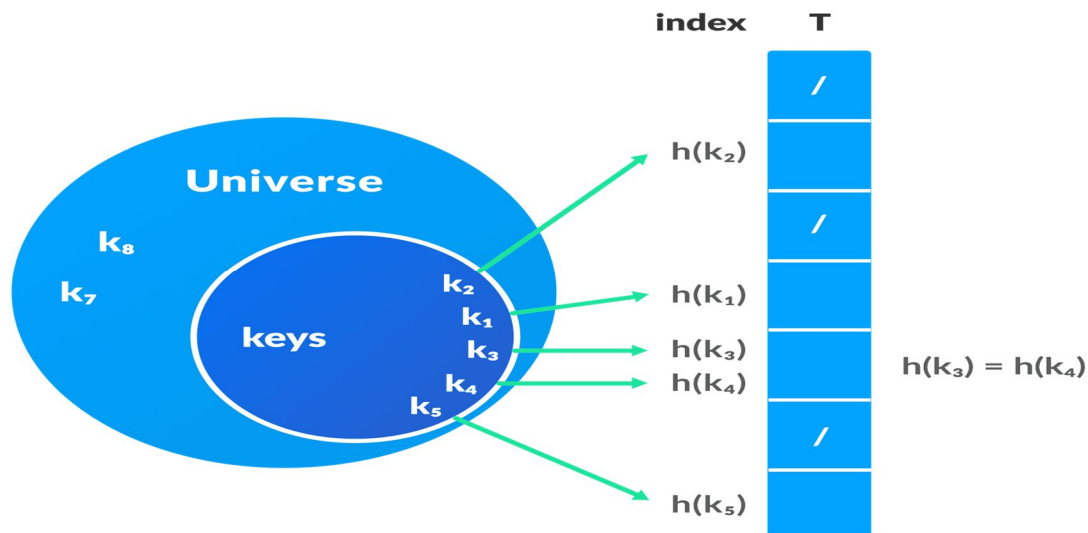 index T
/
h(k₂)
Universe
/
k₈
k₂
k₇
h(k₁)
k₁
keys
k₃
h(k₃)
h(k₃) = h(k₄)
k₄
h(k₄)
k₅
/
h(k₅)